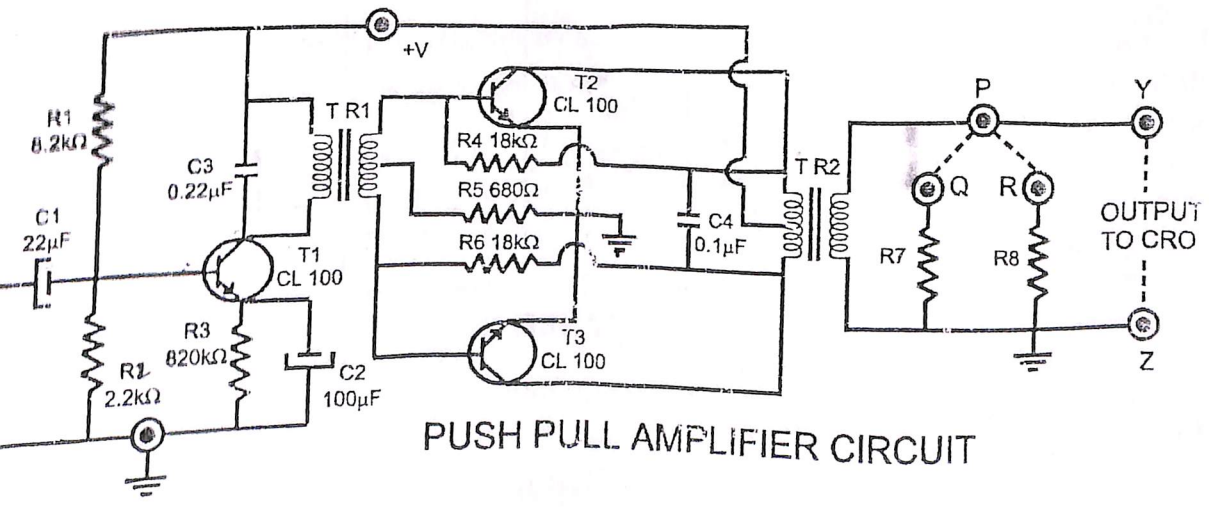 +V
R1
8.2kΩ
C3
0.22µF
T R1
T2
CL 100
R4 18kΩ
R5 680Ω
R6 18kΩ
C4
0.1µF
T R2
P
Q
R
R7
R8
Y
OUTPUT
TO CRO
Z
C1
22µF
T1
CL 100
R3
820kΩ
R2
2.2kΩ
C2
100µF
T3
CL 100
PUSH PULL AMPLIFIER CIRCUIT